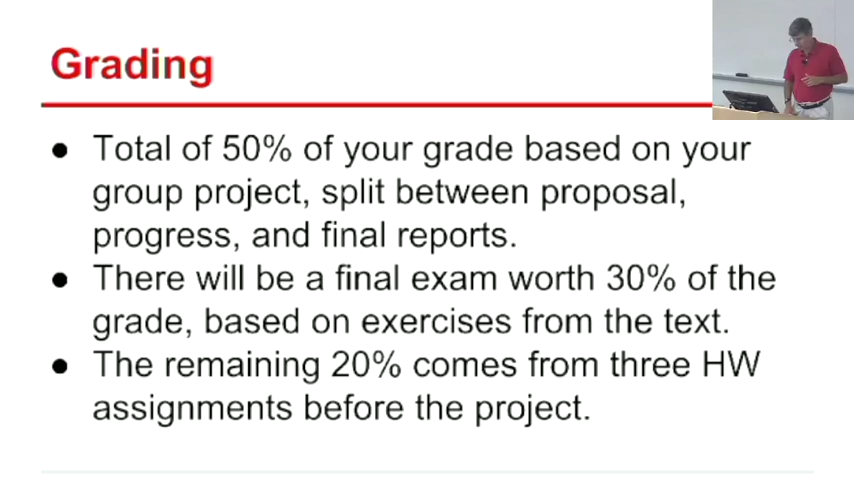 Grading
● Total of 50% of your grade based on your
group project, split between proposal,
progress, and final reports.
● There will be a final exam worth 30% of the
grade, based on exercises from the text.
● The remaining 20% comes from three HW
assignments before the project.